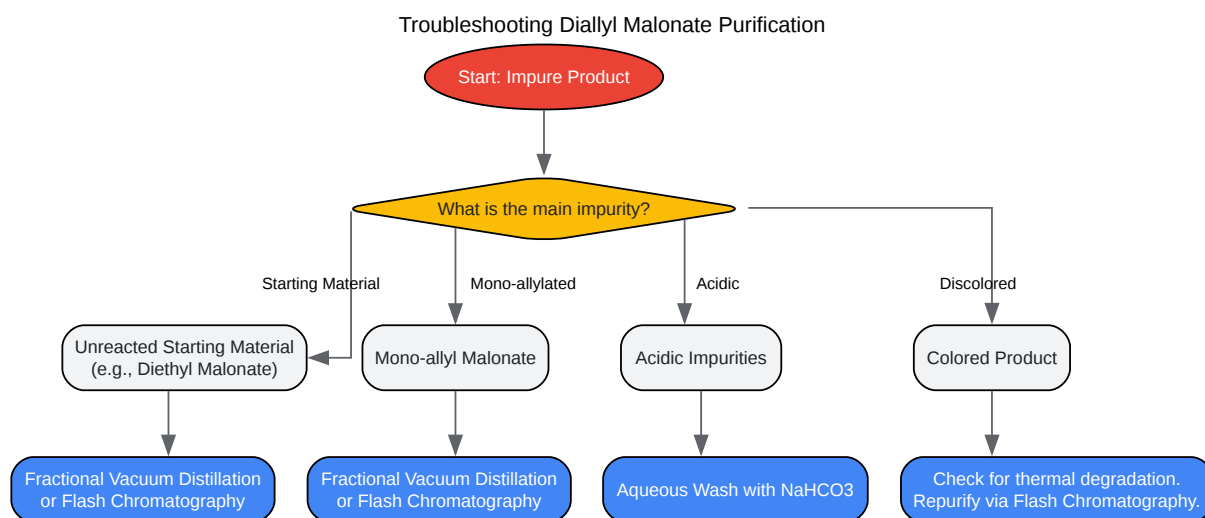 Troubleshooting Diallyl Malonate Purification
Start: Impure Product
What is the main impurity?
Starting Material
Mono-allylated
Acidic
Discolored
Unreacted Starting Material
(e.g., Diethyl Malonate)
Mono-allyl Malonate
Acidic Impurities
Colored Product
Fractional Vacuum Distillation
or Flash Chromatography
Fractional Vacuum Distillation
or Flash Chromatography
Aqueous Wash with NaHCO3
Check for thermal degradation.
Repurify via Flash Chromatography.